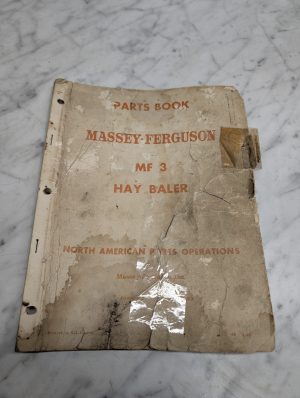 PARTS BOOK
MASSEY-FERGUSON
MF 3
HAY BALER
NORTH AMERICAN PARTS OPERATIONS